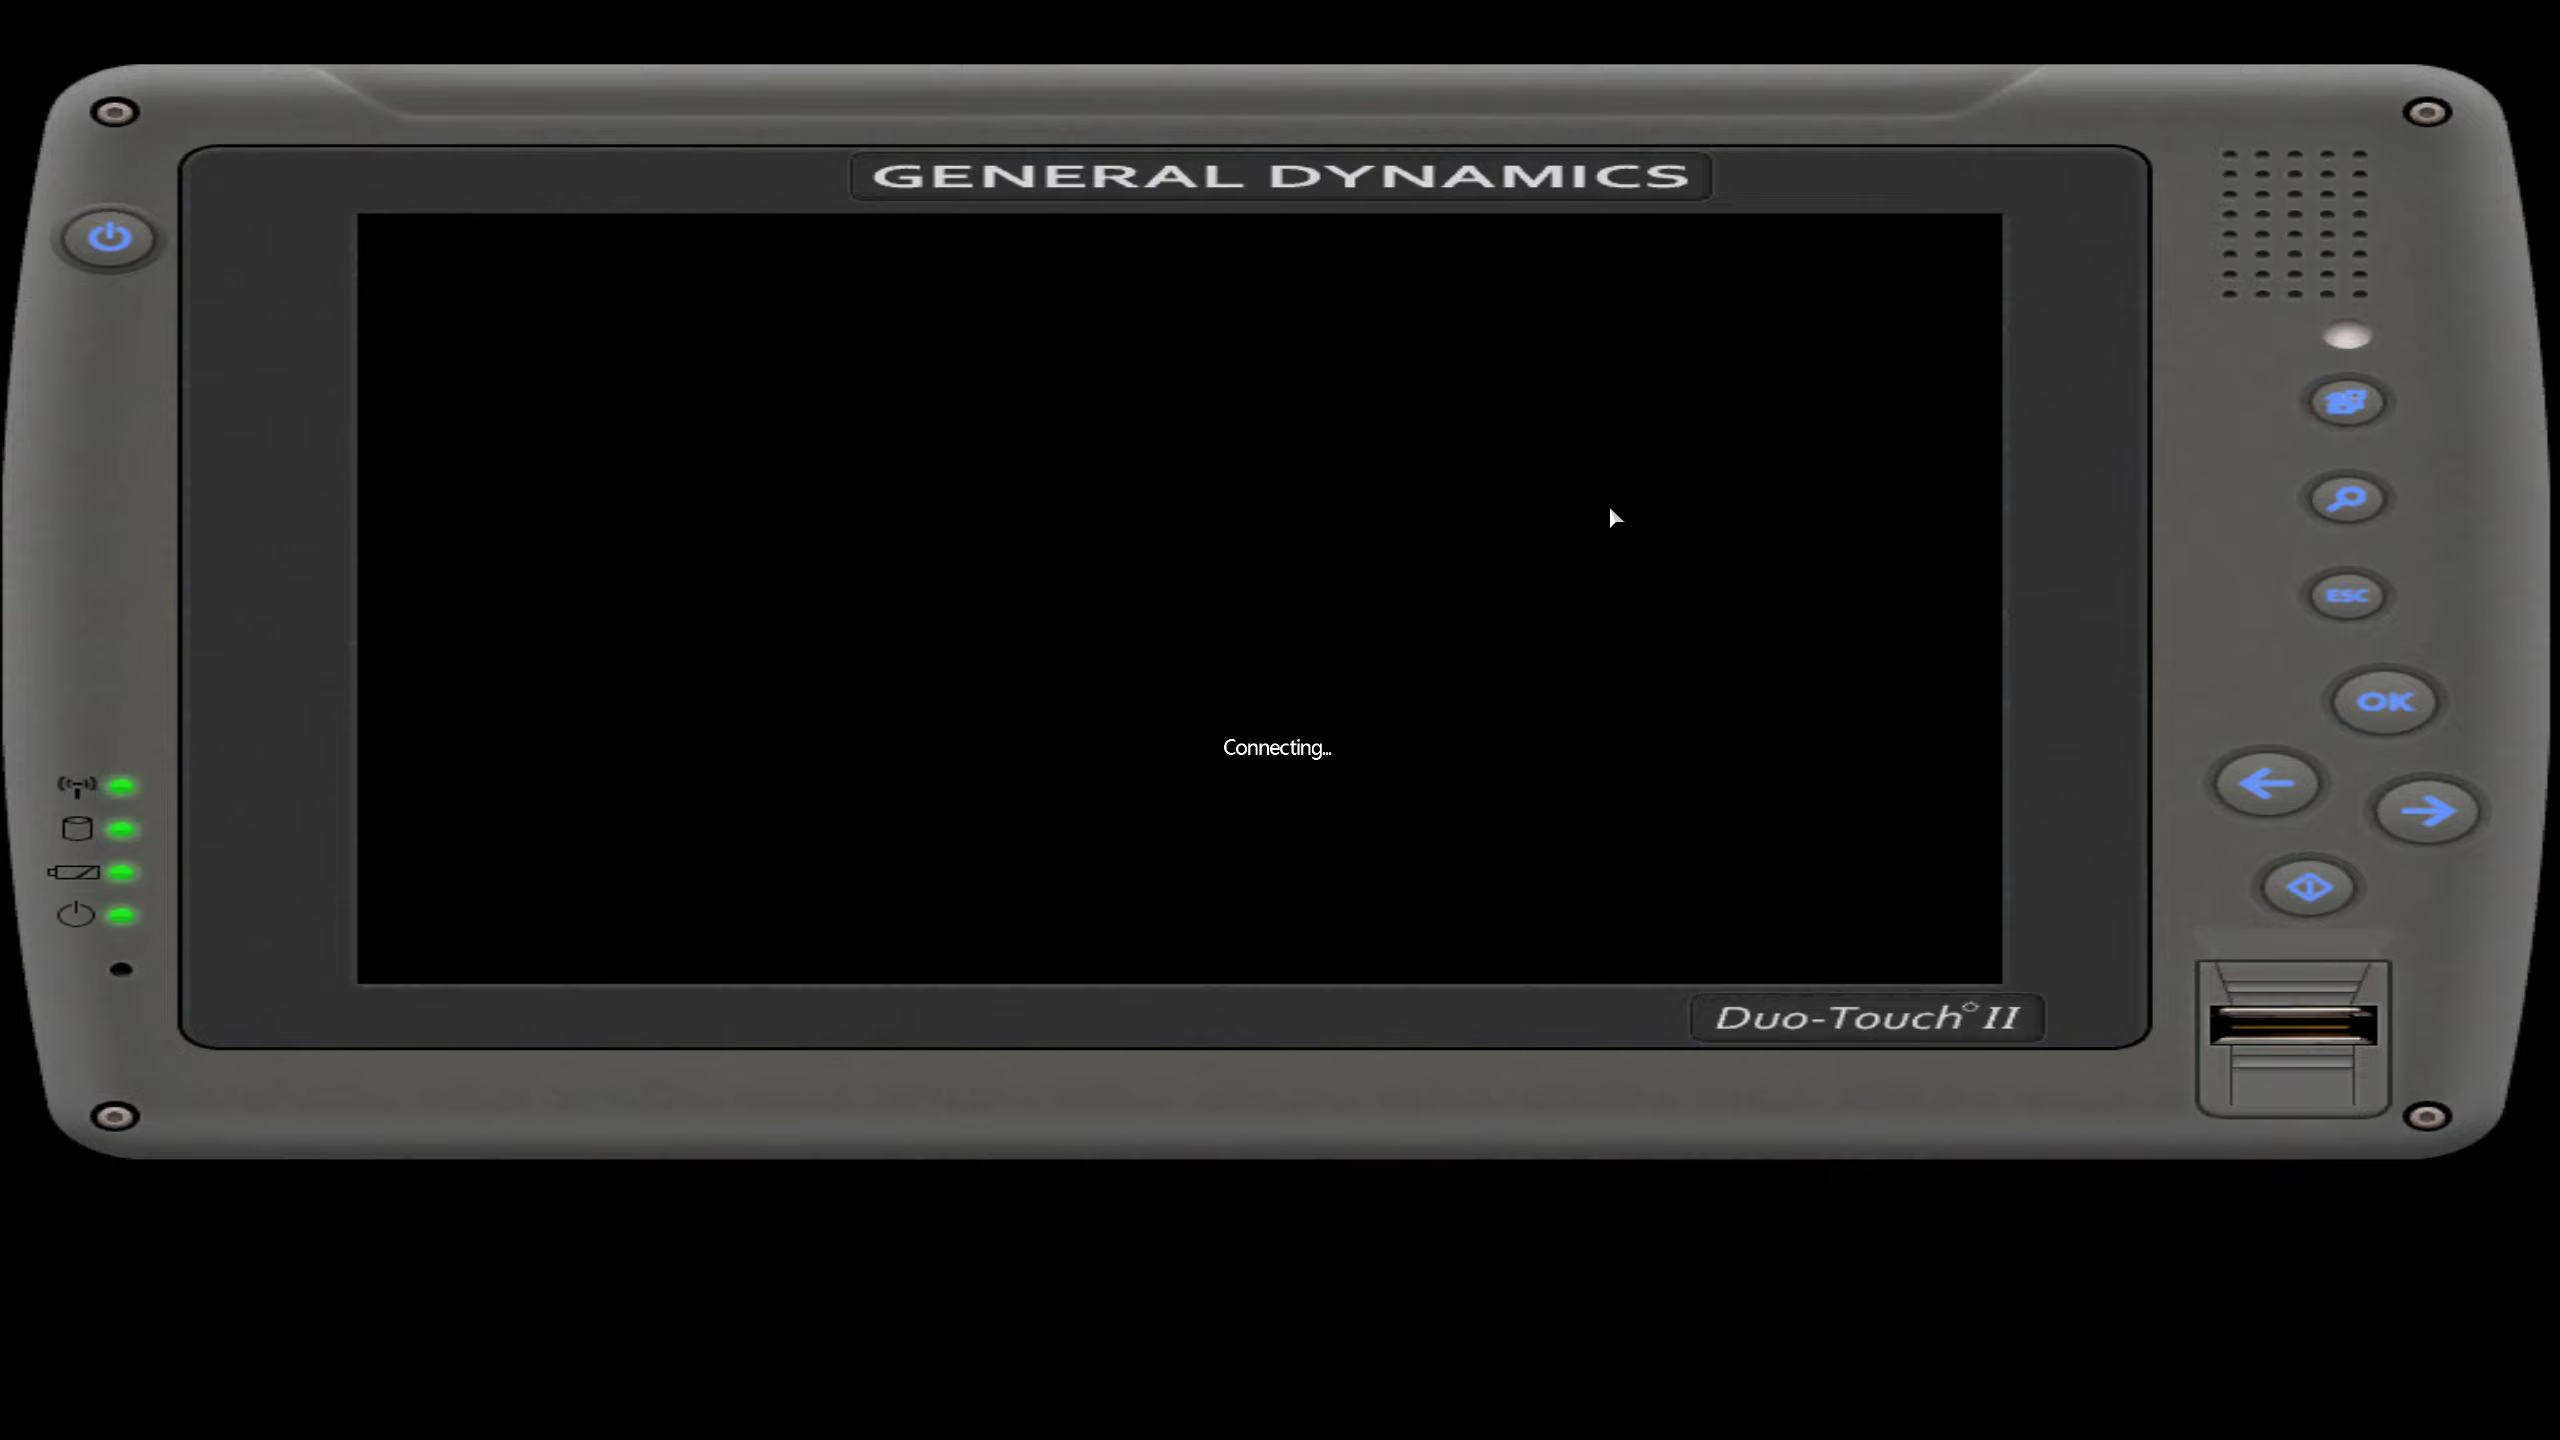 GENERAL DYNAMICS
ESC
OK
Connecting...
Duo-Touch° II